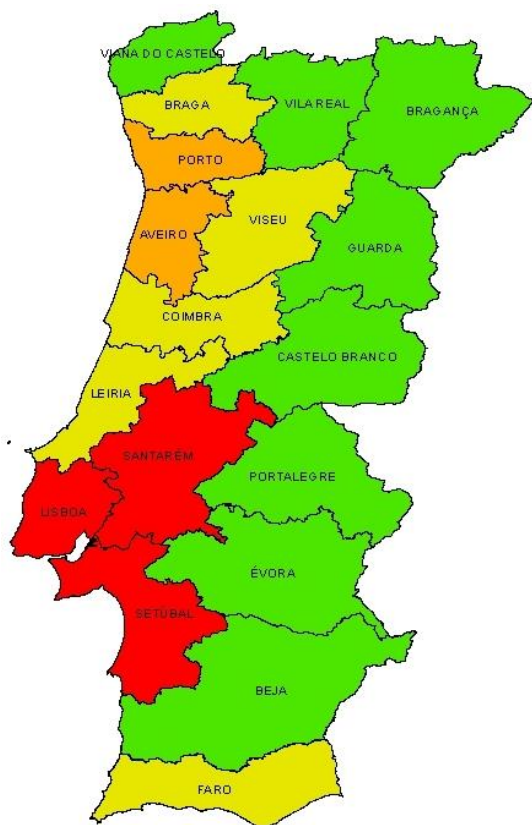 VIANA DO CASTELO
BRAGA
VILA REAL
BRAGANÇA
PORTO
VISEU
AVEIRO
GUARDA
COIMBRA
CASTELO BRANCO
LEIRIA
SANTARÉM
PORTALEGRE
LISBOA
ÉVORA
SETÚBAL
BEJA
FARO